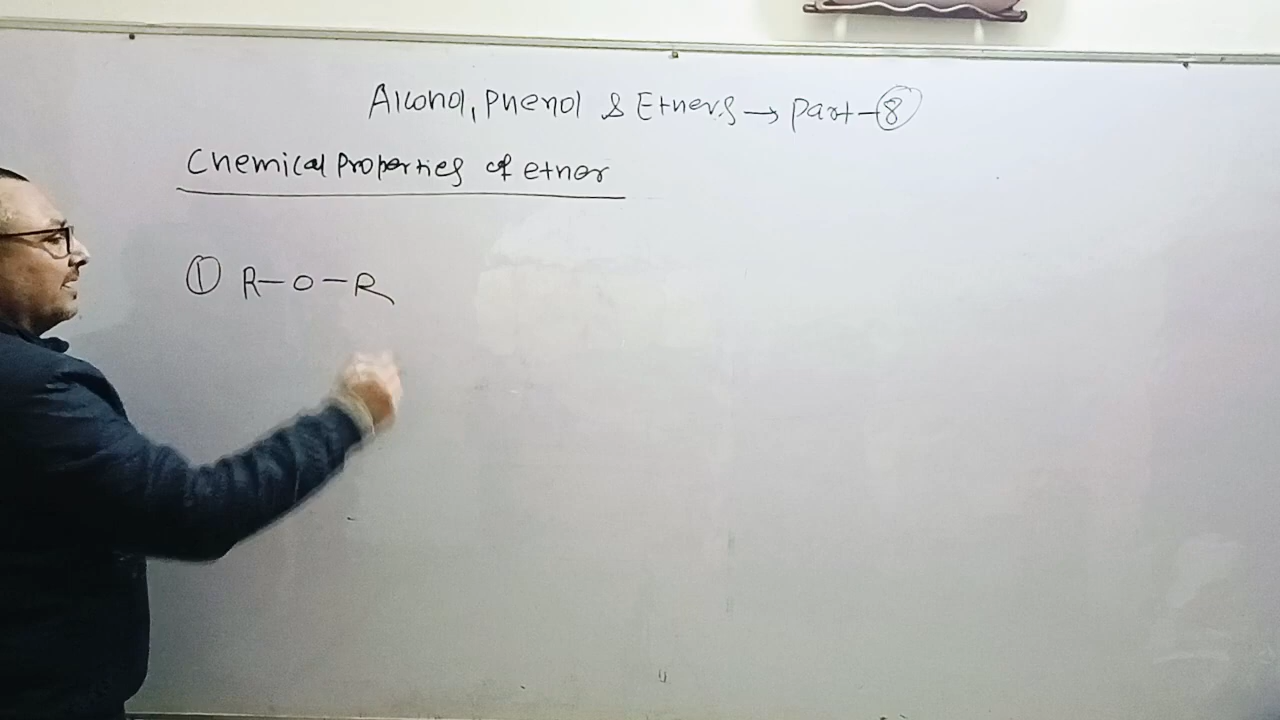 Alcohol, Phenol & Ethers → Part-⑧
Chemical Properties of ether
① R-O-R